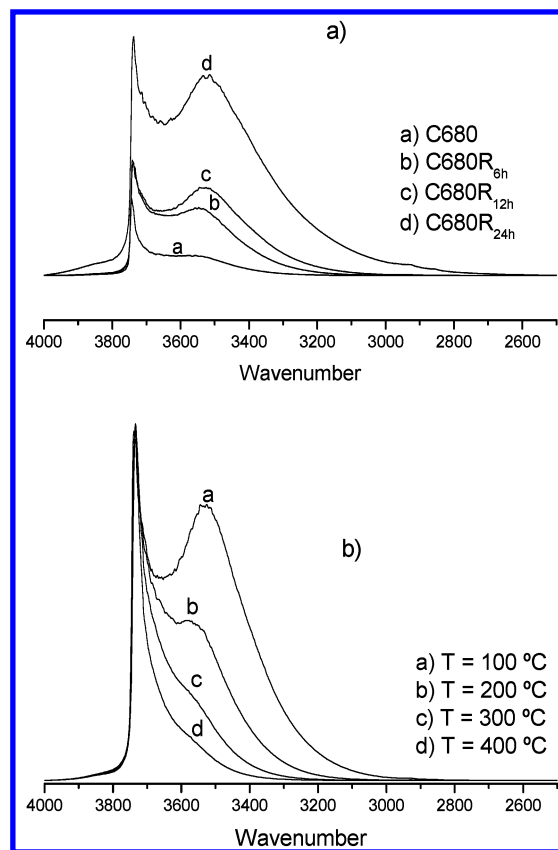 a)
d
c
b
a
a) C680
b) C680R6h
c) C680R12h
d) C680R24h
4000 3800 3600 3400 3200 3000 2800 2600
Wavenumber
a
b)
b
c
d
a) T = 100 ºC
b) T = 200 ºC
c) T = 300 ºC
d) T = 400 ºC
4000 3800 3600 3400 3200 3000 2800 2600
Wavenumber